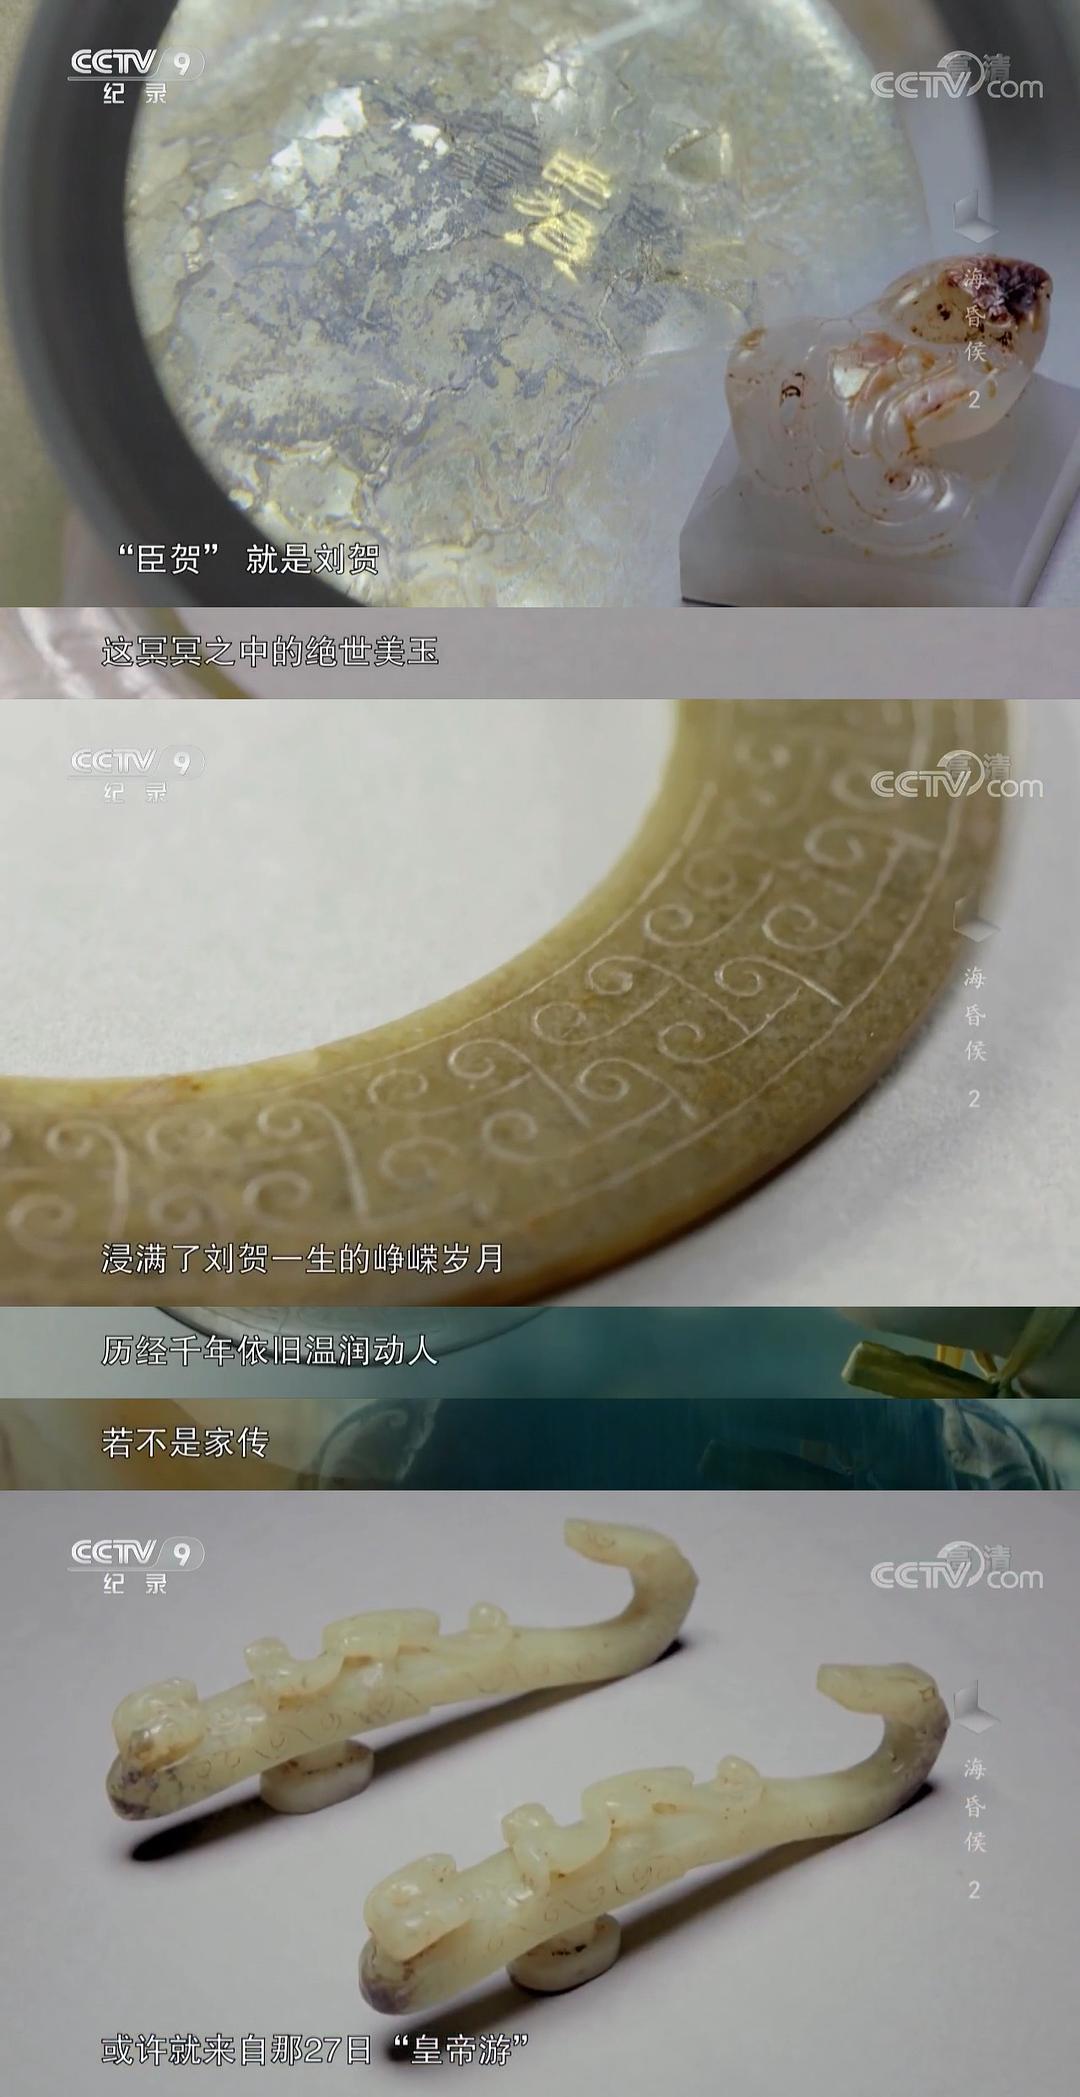 CCTV 9
纪 录
高清
CCTV com
臣贺
海昏侯 2
“臣贺” 就是刘贺
这冥冥之中的绝世美玉
CCTV 9
纪 录
高清
CCTV com
海昏侯 2
浸满了刘贺一生的峥嵘岁月
历经千年依旧温润动人
若不是家传
CCTV 9
纪 录
高清
CCTV com
海昏侯 2
或许就来自那27日“皇帝游”